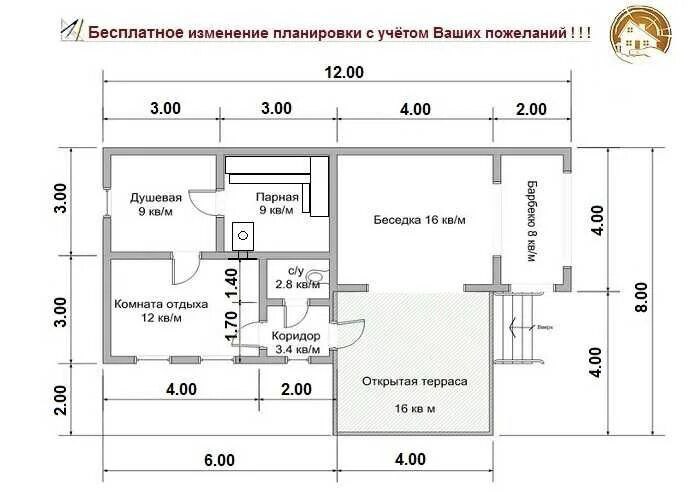 Бесплатное изменение планировки с учётом Ваших пожеланий ! ! !
12.00
3.00
3.00
4.00
2.00
3.00
3.00
2.00
Душевая
9 кв/м
Парная
9 кв/м
Беседка 16 кв/м
Барбекю 8 кв/м
4.00
8.00
4.00
с/у
2.8 кв/м
1.40
Комната отдыха
12 кв/м
1.70
Коридор
3.4 кв/м
Вверх
Открытая терраса
16 кв м
4.00
2.00
6.00
4.00